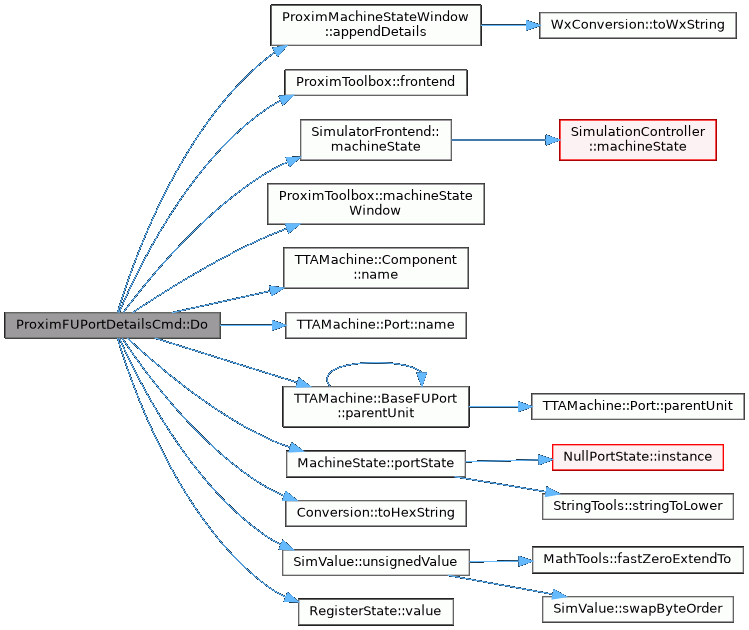 ProximMachineStateWindow
::appendDetails
WxConversion::toWxString
ProximToolbox::frontend
SimulatorFrontend::
machineState
SimulationController
::machineState
ProximToolbox::machineState
Window
TTAMachine::Component
::name
ProximFUPortDetailsCmd::Do
TTAMachine::Port::name
TTAMachine::BaseFUPort
::parentUnit
TTAMachine::Port::parentUnit
MachineState::portState
NullPortState::instance
StringTools::stringToLower
Conversion::toHexString
SimValue::unsignedValue
MathTools::fastZeroExtendTo
SimValue::swapByteOrder
RegisterState::value